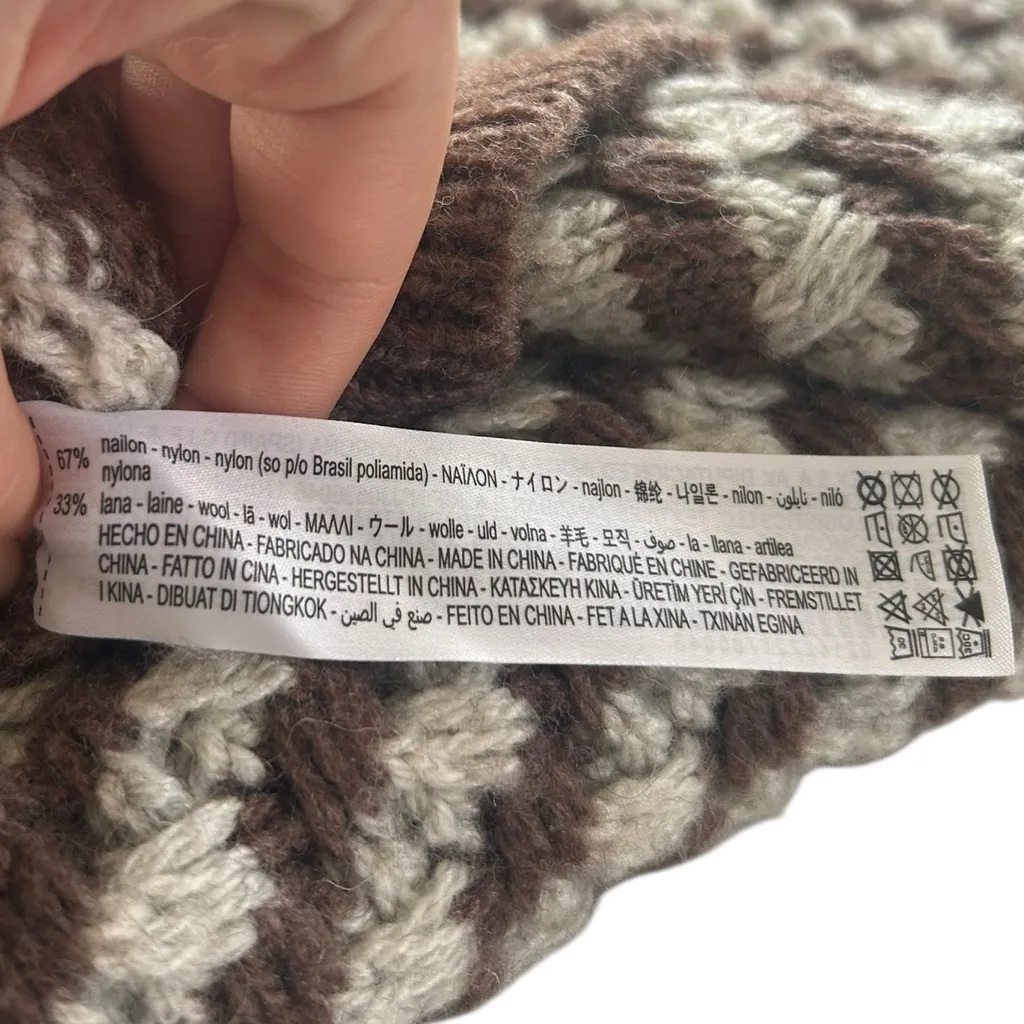 67% nailon - nylon - nylon (so p/o Brasil poliamida) - ΝΑΪΛΟΝ - ナイロン - najlon - 锦纶 - 나일론 - nilon - نايلون - niló
nylona
33% lana - laine - wool - lã - wol - ΜΑΛΛΙ - ウール - wolle - uld - volna - 羊毛 - 모직 - صوف - la - llana - artilea
HECHO EN CHINA - FABRICADO NA CHINA - MADE IN CHINA - FABRIQUÉ EN CHINE - GEFABRICEERD IN
CHINA - FATTO IN CINA - HERGESTELLT IN CHINA - ΚΑΤΑΣΚΕΥΗ ΚΙΝΑ - ÜRETİM YERİ ÇİN - FREMSTILLET
I KINA - DIBUAT DI TIONGKOK - صنع في الصين - FEITO EN CHINA - FET A LA XINA - TXINAN EGINA